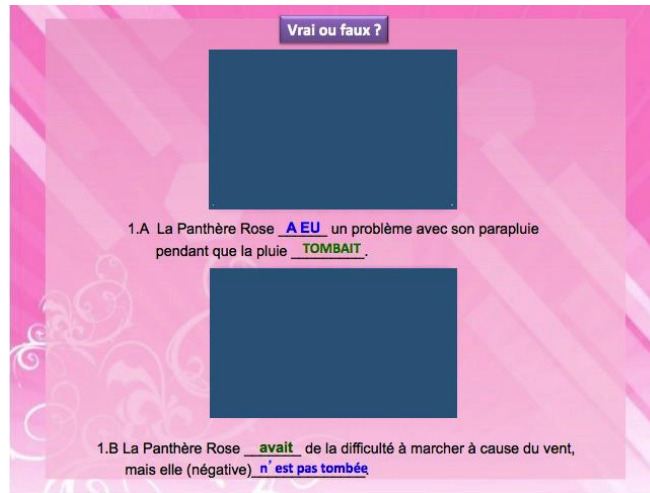 Vrai ou faux ?
1.A La Panthère Rose A EU un problème avec son parapluie
pendant que la pluie TOMBAIT.
1.B La Panthère Rose avait de la difficulté à marcher à cause du vent,
mais elle (négative) n' est pas tombée